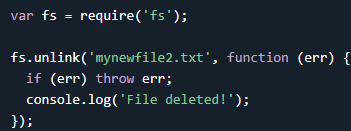 var fs = require('fs');

fs.unlink('mynewfile2.txt', function (err) {
  if (err) throw err;
  console.log('File deleted!');
});